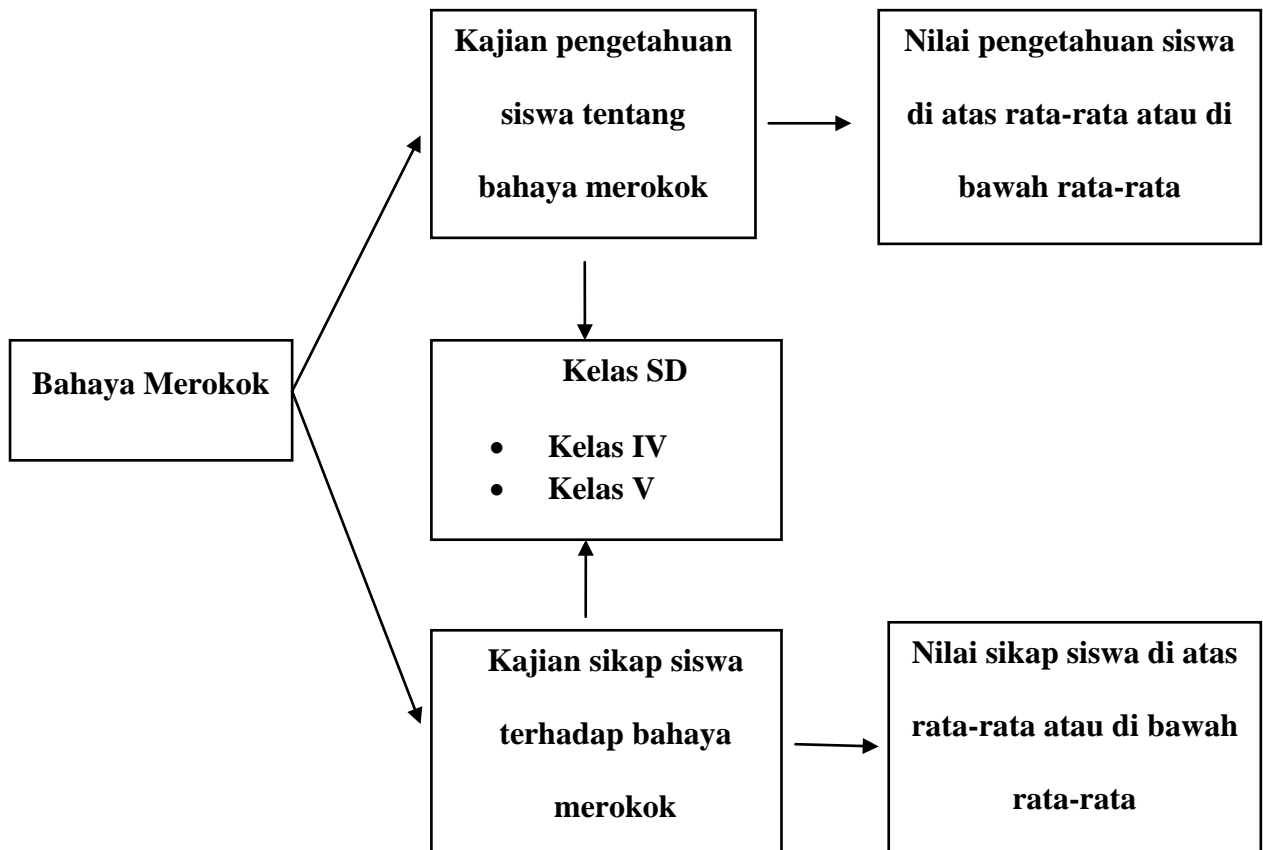 Kajian pengetahuan
siswa tentang
bahaya merokok
Nilai pengetahuan siswa
di atas rata-rata atau di
bawah rata-rata
Bahaya Merokok
Kelas SD
• Kelas IV
• Kelas V
Kajian sikap siswa
terhadap bahaya
merokok
Nilai sikap siswa di atas
rata-rata atau di bawah
rata-rata